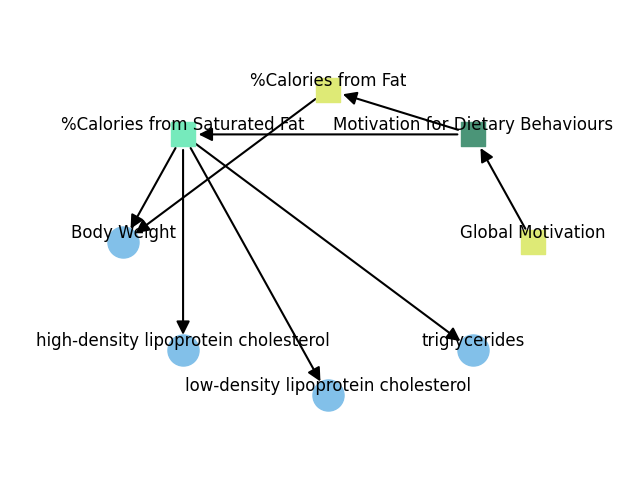 %Calories from Fat
%Calories from Saturated Fat
Motivation for Dietary Behaviours
Body Weight
Global Motivation
high-density lipoprotein cholesterol
triglycerides
low-density lipoprotein cholesterol